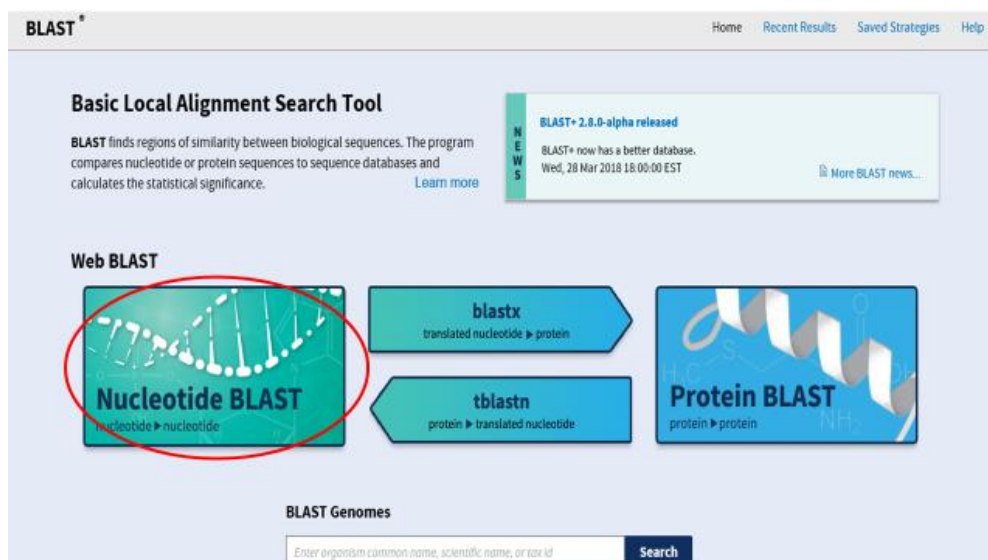 BLAST ®
Home Recent Results Saved Strategies Help
Basic Local Alignment Search Tool
BLAST finds regions of similarity between biological sequences. The program
compares nucleotide or protein sequences to sequence databases and
calculates the statistical significance. Learn more
NEWS
BLAST+ 2.8.0-alpha released
BLAST+ now has a better database.
Wed, 28 Mar 2018 18:00:00 EST
More BLAST news...
Web BLAST
Nucleotide BLAST
nucleotide ▶ nucleotide
blastx
translated nucleotide ▶ protein
tblastn
protein ▶ translated nucleotide
Protein BLAST
protein ▶ protein
BLAST Genomes
Enter organism common name, scientific name, or tax id
Search